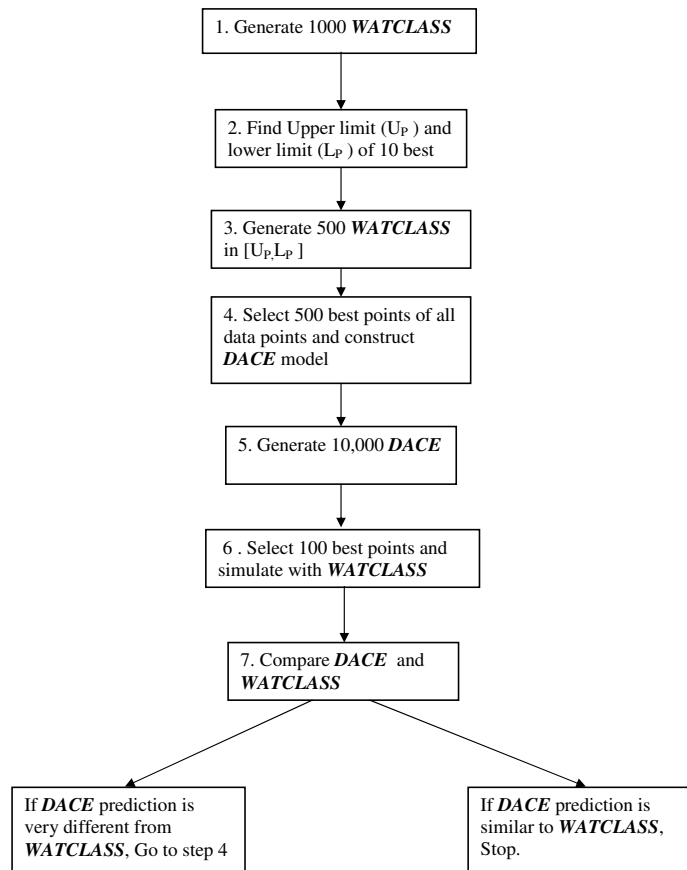 1. Generate 1000 WATCLASS
2. Find Upper limit (UP ) and
lower limit (LP ) of 10 best
3. Generate 500 WATCLASS
in [UP,LP ]
4. Select 500 best points of all
data points and construct
DACE model
5. Generate 10,000 DACE
6 . Select 100 best points and
simulate with WATCLASS
7. Compare DACE and
WATCLASS
If DACE prediction is
very different from
WATCLASS, Go to step 4
If DACE prediction is
similar to WATCLASS,
Stop.